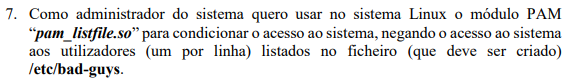 7. Como administrador do sistema quero usar no sistema Linux o módulo PAM
“pam_listfile.so” para condicionar o acesso ao sistema, negando o acesso ao sistema
aos utilizadores (um por linha) listados no ficheiro (que deve ser criado)
/etc/bad-guys.